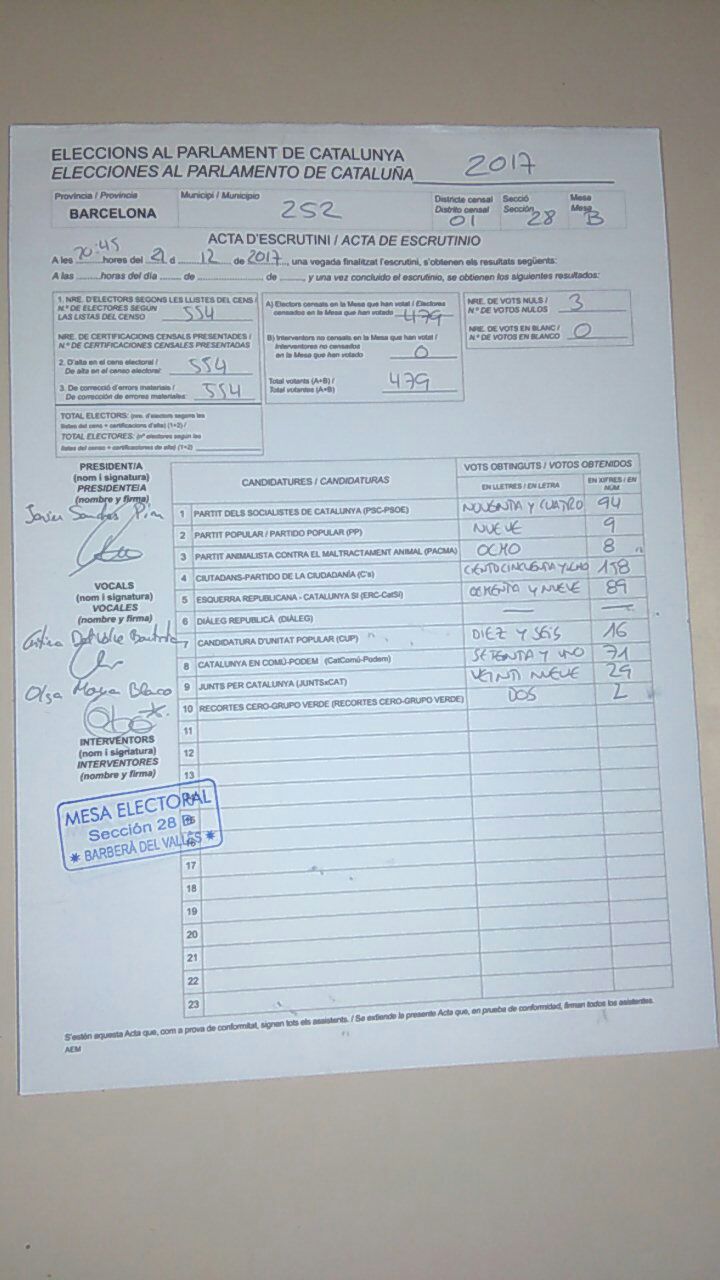 ELECCIONS AL PARLAMENT DE CATALUNYA
ELECCIONES AL PARLAMENTO DE CATALUÑA 2017
Provincia / Provincia
BARCELONA
Municipi / Municipio
252
Districte censal
Distrito censal
01
Secció
Sección
28
Mesa
Mesa
B
ACTA D'ESCRUTINI / ACTA DE ESCRUTINIO
A les 20:45 hores del 21 d 12 de 2017, una vegada finalitzat l'escrutini, s'obtenen els resultats següents:
A las ........horas del día ...... de ........................ de ......, y una vez concluido el escrutinio, se obtienen los siguientes resultados:
1. NRE. D'ELECTORS SEGONS LES LLISTES DEL CENS /
N.º DE ELECTORES SEGÚN
LAS LISTAS DEL CENSO 554
NRE. DE CERTIFICACIONS CENSALS PRESENTADES /
N.º DE CERTIFICACIONES CENSALES PRESENTADAS
2. D'alta en el cens electoral /
De alta en el censo electoral: 554
3. De correcció d'errors materials /
De corrección de errores materiales: 554
TOTAL ELECTORS: (nre. d'electors segons les
llistes del cens + certificacions d'alta) (1+2) /
TOTAL ELECTORES: (nº electores según las
listas del censo + certificaciones de alta) (1+2)
A) Electors censats en la Mesa que han votat / Electores
censados en la Mesa que han votado 479
B) Interventors no censats en la Mesa que han votat /
Interventores no censados
en la Mesa que han votado 0
Total votants (A+B) /
Total votantes (A+B) 479
NRE. DE VOTS NULS /
N.º DE VOTOS NULOS 3
NRE. DE VOTS EN BLANC /
N.º DE VOTOS EN BLANCO 0
PRESIDENT/A
(nom i signatura)
PRESIDENTE/A
(nombre y firma)
VOCALS
(nom i signatura)
VOCALES
(nombre y firma)
Olga Moya Blanco
INTERVENTORS
(nom i signatura)
INTERVENTORES
(nombre y firma)
MESA ELECTORAL
Sección 28 B
* BARBERÀ DEL VALLÉS *
CANDIDATURES / CANDIDATURAS
VOTS OBTINGUTS / VOTOS OBTENIDOS
EN LLETRES / EN LETRA
EN XIFRES / EN NÚM
1 PARTIT DELS SOCIALISTES DE CATALUNYA (PSC-PSOE) NOVENTA Y CUATRO 94
2 PARTIT POPULAR / PARTIDO POPULAR (PP) NUEVE 9
3 PARTIT ANIMALISTA CONTRA EL MALTRACTAMENT ANIMAL (PACMA) OCHO 8
4 CIUTADANS-PARTIDO DE LA CIUDADANÍA (C's) CIENTO CINCUENTA Y OCHO 158
5 ESQUERRA REPUBLICANA - CATALUNYA SÍ (ERC-CatSí) OCHENTA Y NUEVE 89
6 DIÀLEG REPUBLICÀ (DIÀLEG) — —
7 CANDIDATURA D'UNITAT POPULAR (CUP) DIEZ Y SEIS 16
8 CATALUNYA EN COMÚ-PODEM (CatComú-Podem) SETENTA Y UNO 71
9 JUNTS PER CATALUNYA (JUNTSxCAT) VEINTI NUEVE 29
10 RECORTES CERO-GRUPO VERDE (RECORTES CERO-GRUPO VERDE) DOS 2
11
12
13
17
18
19
20
21
22
23
S'estén aquesta Acta que, com a prova de conformitat, signen tots els assistents. / Se extiende la presente Acta que, en prueba de conformidad, firman todos los asistentes.
AEM